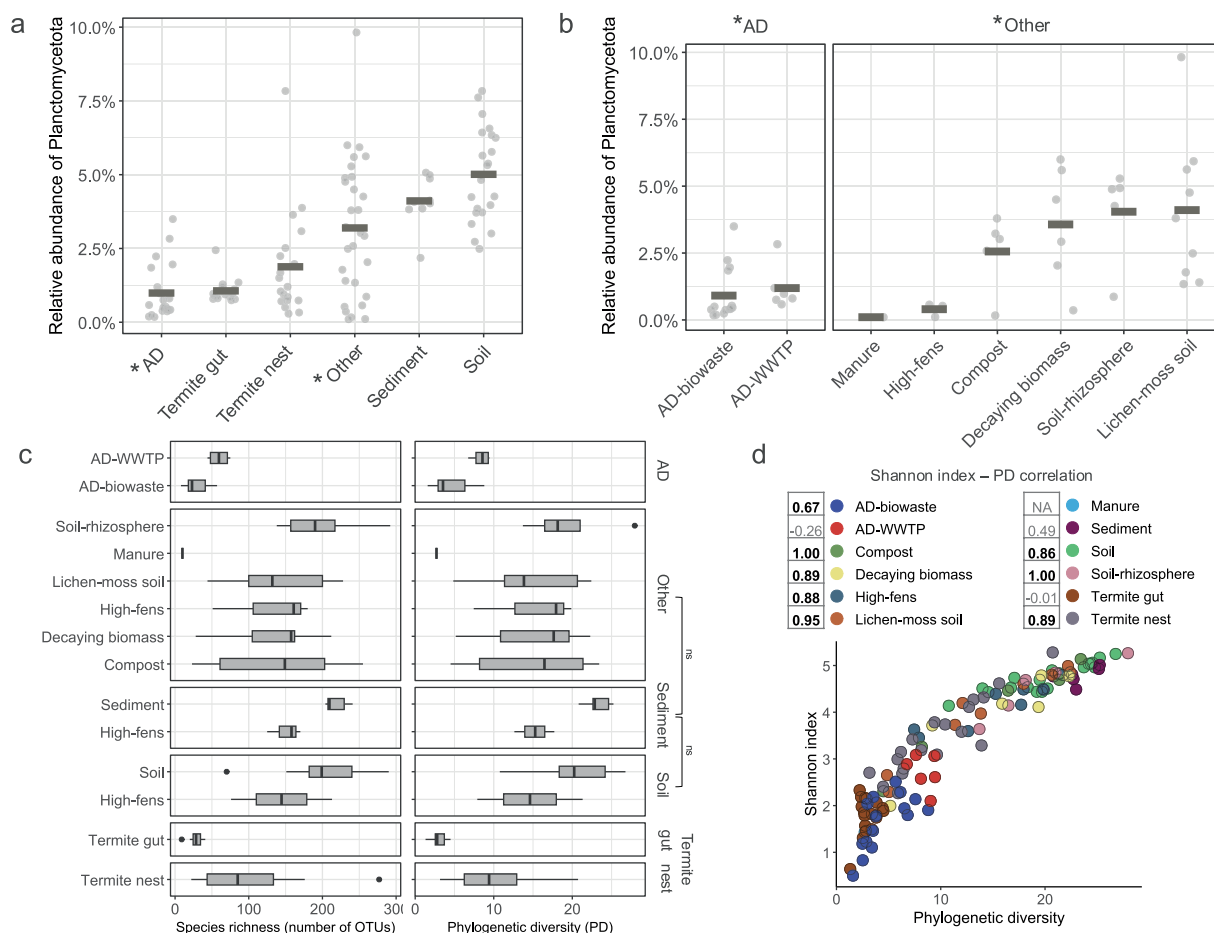 a
Relative abundance of Planctomycetota
10.0%
7.5%
5.0%
2.5%
0.0%
*AD
Termite gut
Termite nest
*Other
Sediment
Soil
b
*AD
*Other
Relative abundance of Planctomycetota
10.0%
7.5%
5.0%
2.5%
0.0%
AD-biowaste
AD-WWTP
Manure
High-fens
Compost
Decaying biomass
Soil-rhizosphere
Lichen-moss soil
c
AD-WWTP
AD-biowaste
AD
Soil-rhizosphere
Manure
Lichen-moss soil
High-fens
Decaying biomass
Compost
Other
ns
Sediment
High-fens
Sediment
ns
Soil
High-fens
Soil
Termite gut
Termite nest
Termite
gut nest
0 100 200 300
Species richness (number of OTUs)
0 10 20
Phylogenetic diversity (PD)
d
Shannon index – PD correlation
0.67 AD-biowaste NA Manure
-0.26 AD-WWTP 0.49 Sediment
1.00 Compost 0.86 Soil
0.89 Decaying biomass 1.00 Soil-rhizosphere
0.88 High-fens -0.01 Termite gut
0.95 Lichen-moss soil 0.89 Termite nest
Shannon index
5
4
3
2
1
0 10 20
Phylogenetic diversity